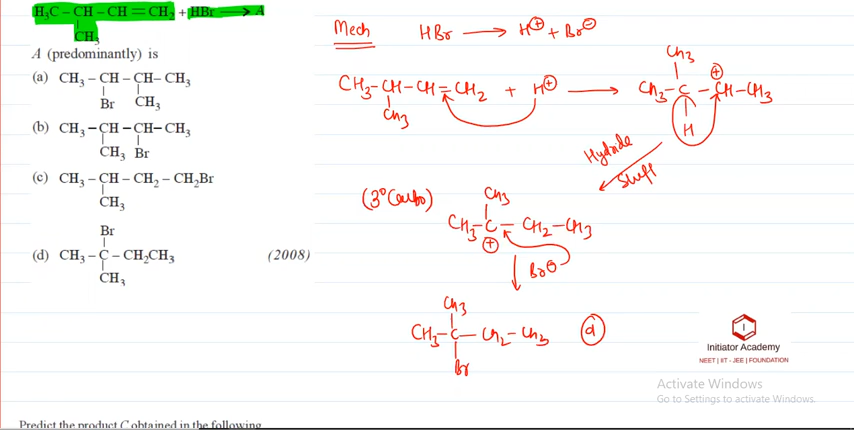 H₃C – CH – CH = CH₂ + HBr ⟶ A
CH₃
A (predominantly) is
(a) CH₃ – CH – CH – CH₃
Br CH₃
(b) CH₃ – CH – CH – CH₃
CH₃ Br
(c) CH₃ – CH – CH₂ – CH₂Br
CH₃
Br
(d) CH₃ – C – CH₂CH₃ (2008)
CH₃
Predict the product C obtained in the following
Mech HBr ⟶ H⊕ + Br⊖
CH₃–CH–CH=CH₂ + H⊕ ⟶
CH₃
CH₃
CH₃–C–CH–CH₃
⊕
H
Hydride
Shift
(3° Carbo)
CH₃
CH₃–C–CH₂–CH₃
⊕
Br⊖
CH₃
CH₃–C–CH₂–CH₃ (d)
Br
Initiator Academy
NEET | IIT - JEE | FOUNDATION
Activate Windows
Go to Settings to activate Windows.